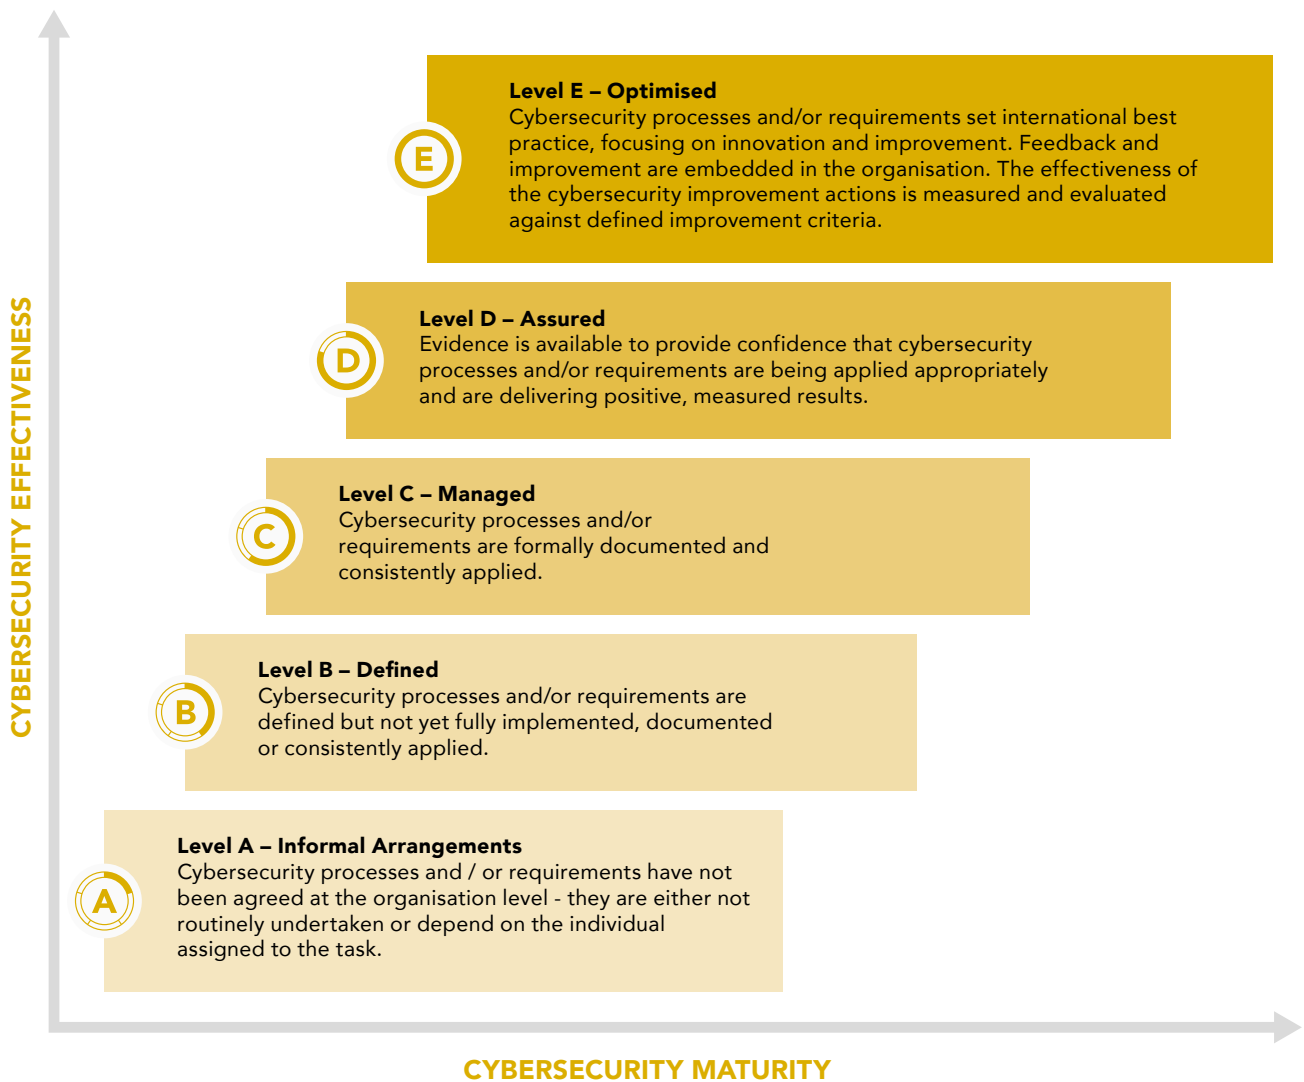 E
Level E – Optimised
Cybersecurity processes and/or requirements set international best
practice, focusing on innovation and improvement. Feedback and
improvement are embedded in the organisation. The effectiveness of
the cybersecurity improvement actions is measured and evaluated
against defined improvement criteria.
D
Level D – Assured
Evidence is available to provide confidence that cybersecurity
processes and/or requirements are being applied appropriately
and are delivering positive, measured results.
C
Level C – Managed
Cybersecurity processes and/or
requirements are formally documented and
consistently applied.
B
Level B – Defined
Cybersecurity processes and/or requirements are
defined but not yet fully implemented, documented
or consistently applied.
A
Level A – Informal Arrangements
Cybersecurity processes and / or requirements have not
been agreed at the organisation level - they are either not
routinely undertaken or depend on the individual
assigned to the task.
CYBERSECURITY EFFECTIVENESS
CYBERSECURITY MATURITY